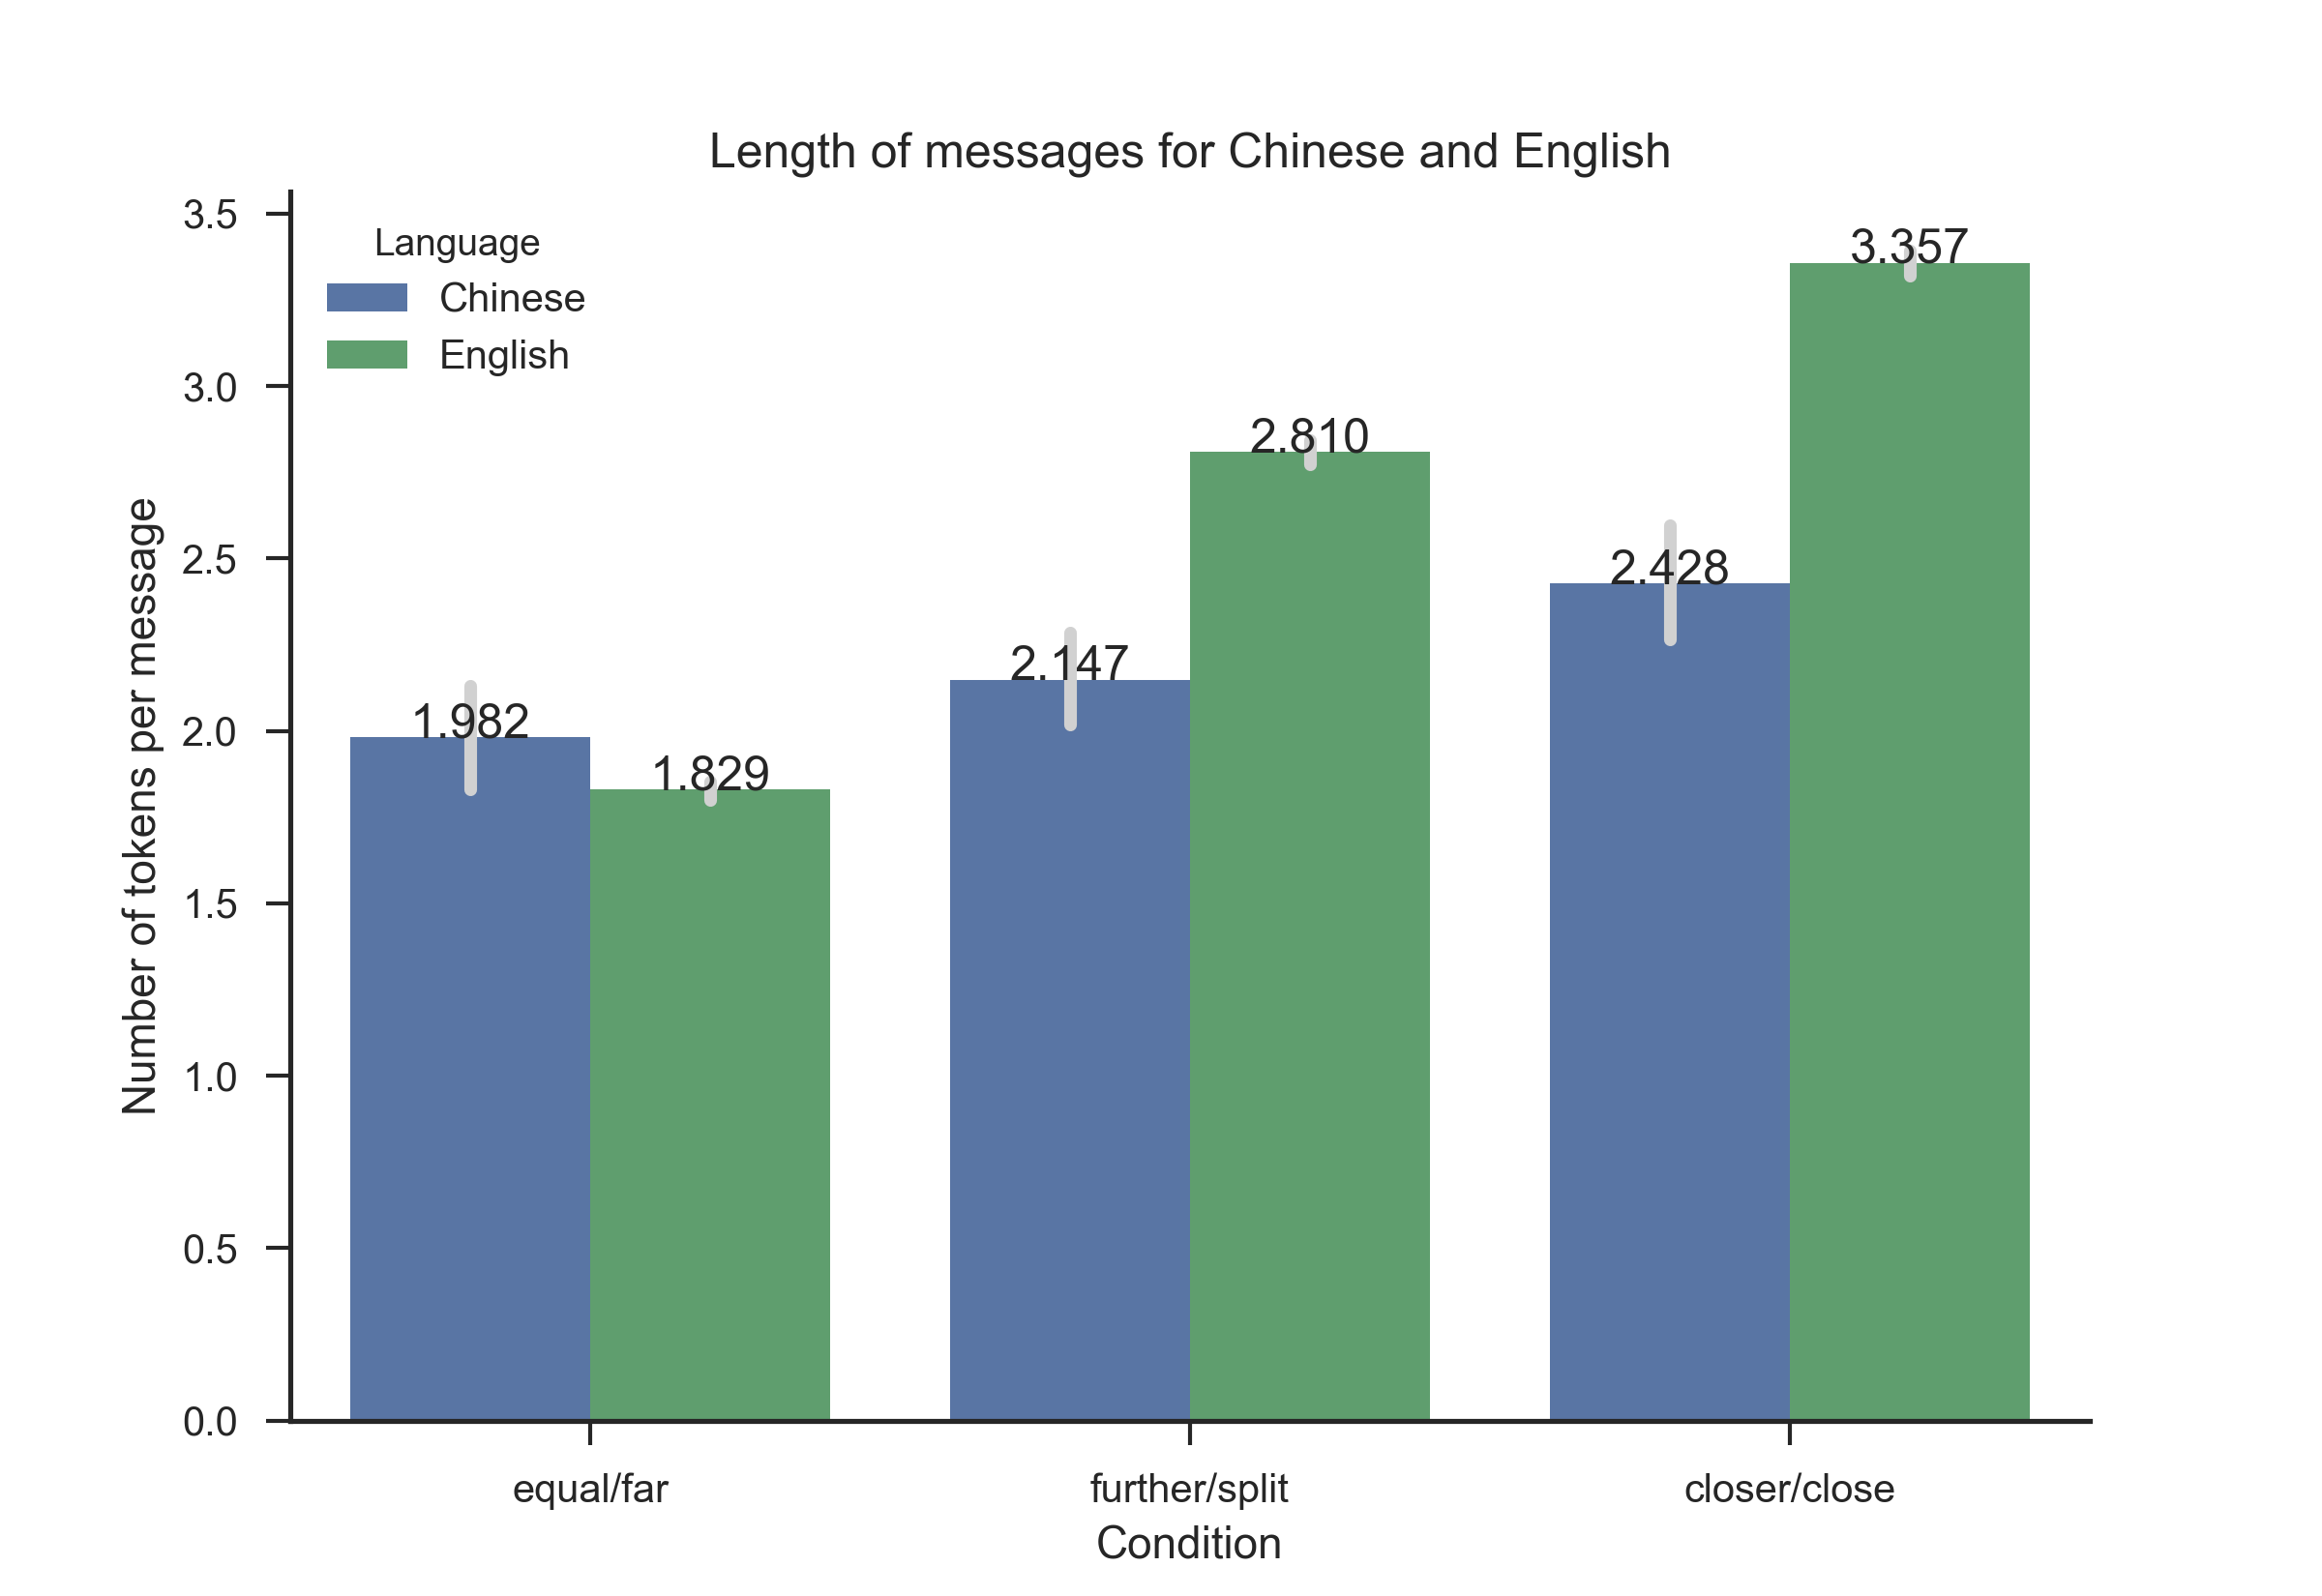 Length of messages for Chinese and English
Language
Chinese
English
3.5
3.0
2.5
2.0
1.5
1.0
0.5
0.0
Number of tokens per message
1.982
1.829
2.147
2.810
2.428
3.357
equal/far
further/split
closer/close
Condition